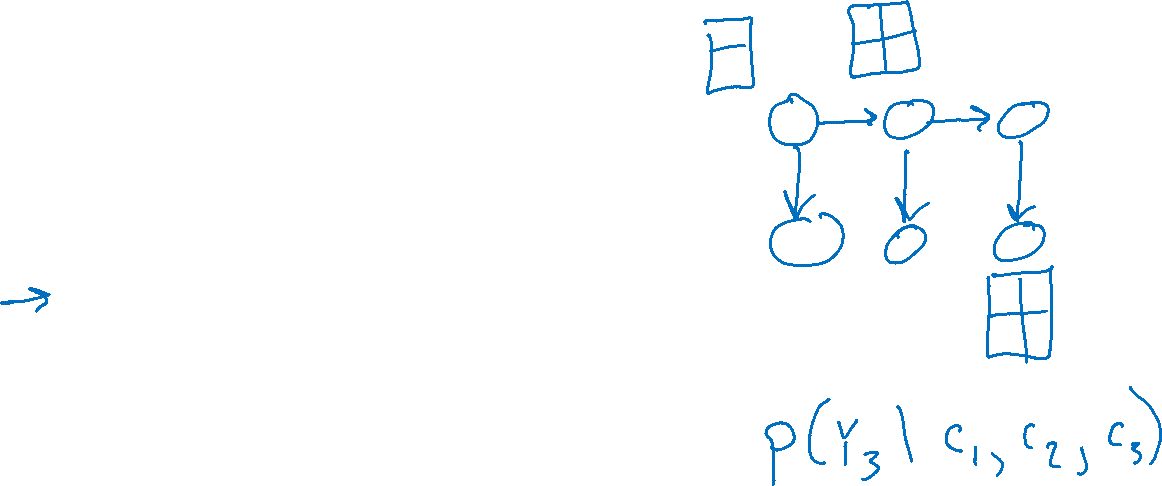 p(Y₃ | c₁, c₂, c₃)